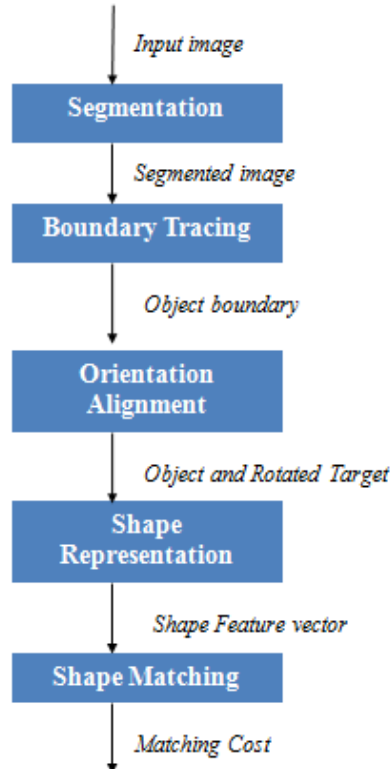 Input image
Segmentation
Segmented image
Boundary Tracing
Object boundary
Orientation
Alignment
Object and Rotated Target
Shape
Representation
Shape Feature vector
Shape Matching
Matching Cost